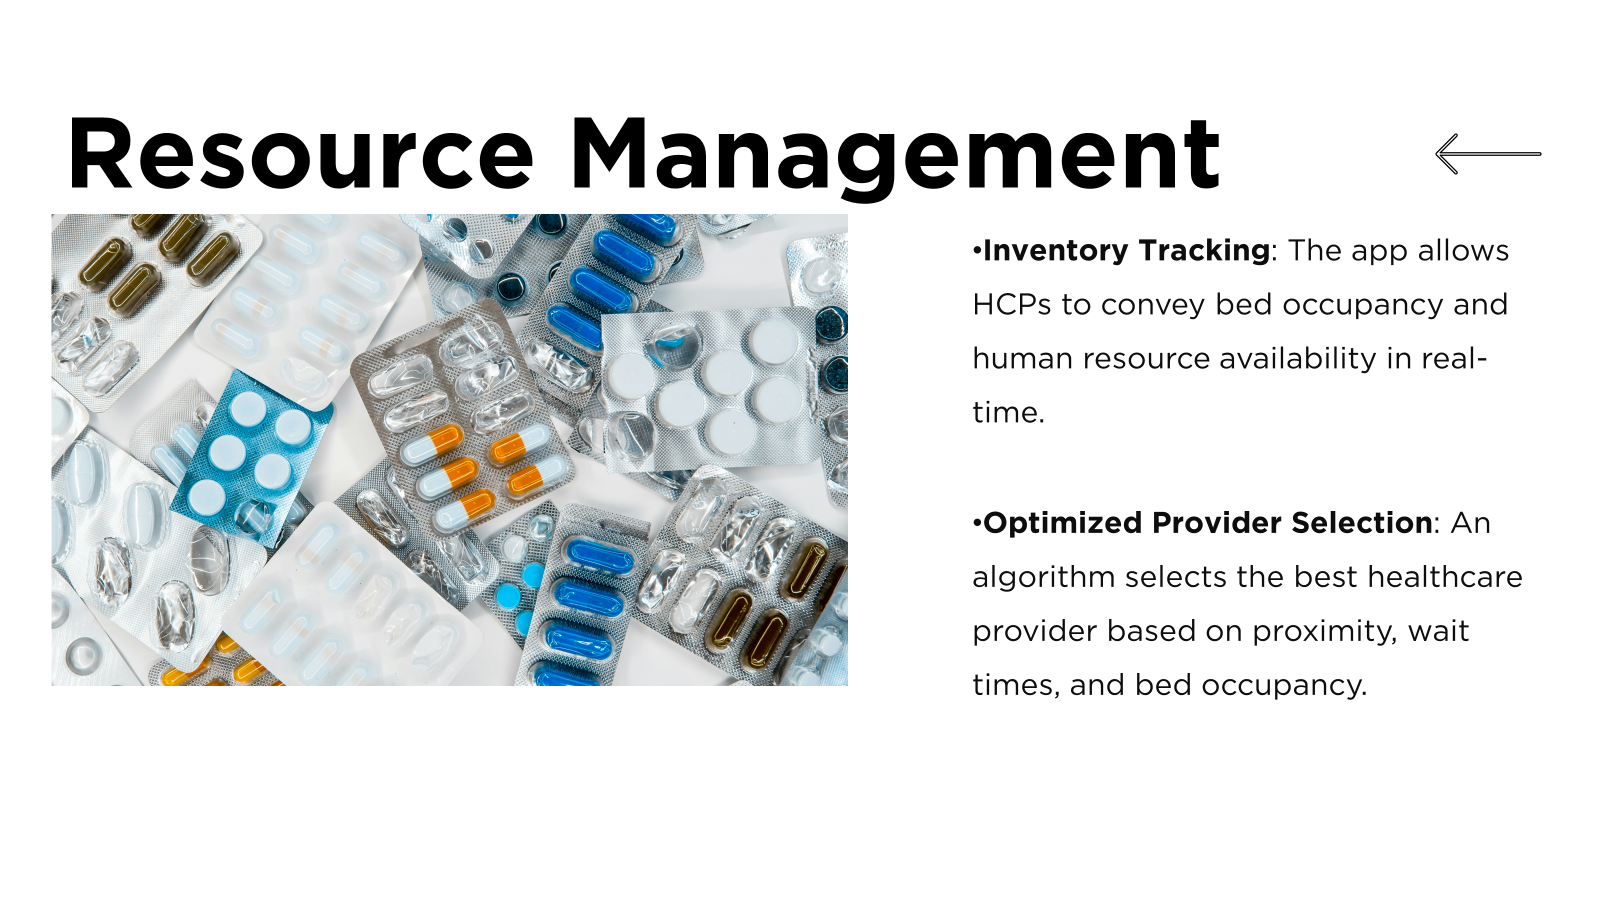 Resource Management
•Inventory Tracking: The app allows
HCPs to convey bed occupancy and
human resource availability in real-
time.
•Optimized Provider Selection: An
algorithm selects the best healthcare
provider based on proximity, wait
times, and bed occupancy.